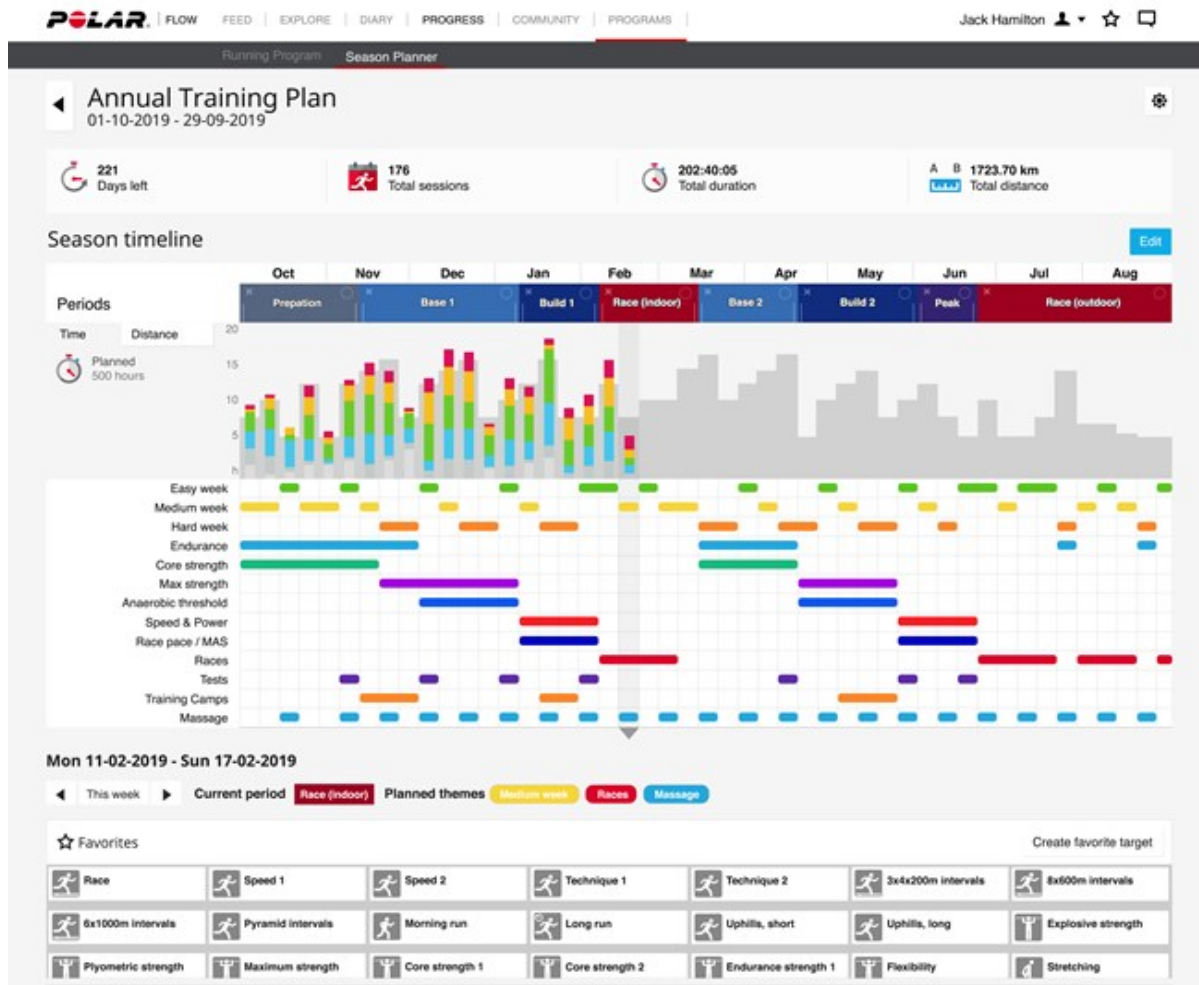 POLAR. FLOW FEED EXPLORE DIARY PROGRESS COMMUNITY PROGRAMS Jack Hamilton
Running Program Season Planner
Annual Training Plan
01-10-2019 - 29-09-2019
221
Days left
176
Total sessions
202:40:05
Total duration
A B 1723.70 km
Total distance
Season timeline
Edit
Oct Nov Dec Jan Feb Mar Apr May Jun Jul Aug
Periods
Prepation Base 1 Build 1 Race (indoor) Base 2 Build 2 Peak Race (outdoor)
Time Distance
Planned
500 hours
20
15
10
5
h
Easy week
Medium week
Hard week
Endurance
Core strength
Max strength
Anaerobic threshold
Speed & Power
Race pace / MAS
Races
Tests
Training Camps
Massage
Mon 11-02-2019 - Sun 17-02-2019
This week Current period Race (indoor) Planned themes Medium week Races Massage
Favorites Create favorite target
Race Speed 1 Speed 2 Technique 1 Technique 2 3x4x200m intervals 8x600m intervals
6x1000m intervals Pyramid intervals Morning run Long run Uphills, short Uphills, long Explosive strength
Plyometric strength Maximum strength Core strength 1 Core strength 2 Endurance strength 1 Flexibility Stretching